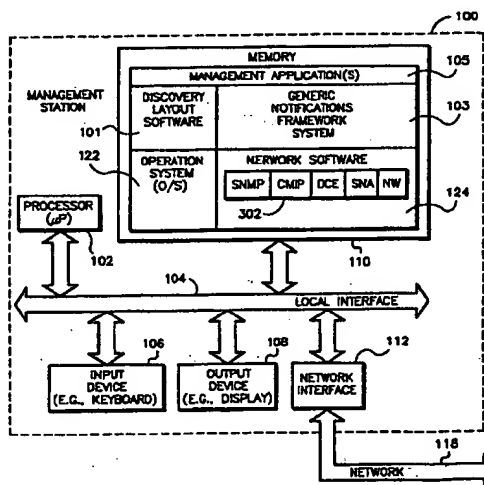 100
MEMORY
MANAGEMENT APPLICATION(S)
105
MANAGEMENT
STATION
DISCOVERY
LAYOUT
SOFTWARE
101
GENERIC
NOTIFICATIONS
FRAMEWORK
SYSTEM
103
122
OPERATION
SYSTEM
(O/S)
NERWORK SOFTWARE
SNMP CMIP DCE SNA NW
302
124
PROCESSOR
(μP)
102
110
104
LOCAL INTERFACE
106
108
112
INPUT
DEVICE
(E.G., KEYBOARD)
OUTPUT
DEVICE
(E.G., DISPLAY)
NETWORK
INTERFACE
118
NETWORK